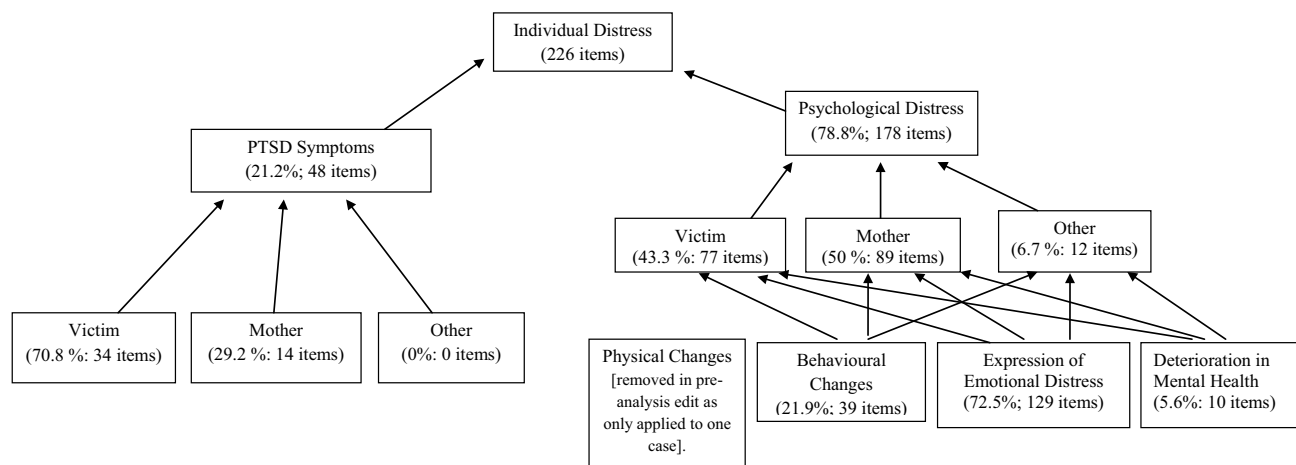 Individual Distress
(226 items)
Psychological Distress
(78.8%; 178 items)
PTSD Symptoms
(21.2%; 48 items)
Victim
(43.3 %: 77 items)
Mother
(50 %: 89 items)
Other
(6.7 %: 12 items)
Victim
(70.8 %: 34 items)
Mother
(29.2 %: 14 items)
Other
(0%: 0 items)
Physical Changes
[removed in pre-
analysis edit as
only applied to one
case].
Behavioural
Changes
(21.9%; 39 items)
Expression of
Emotional Distress
(72.5%; 129 items)
Deterioration in
Mental Health
(5.6%: 10 items)